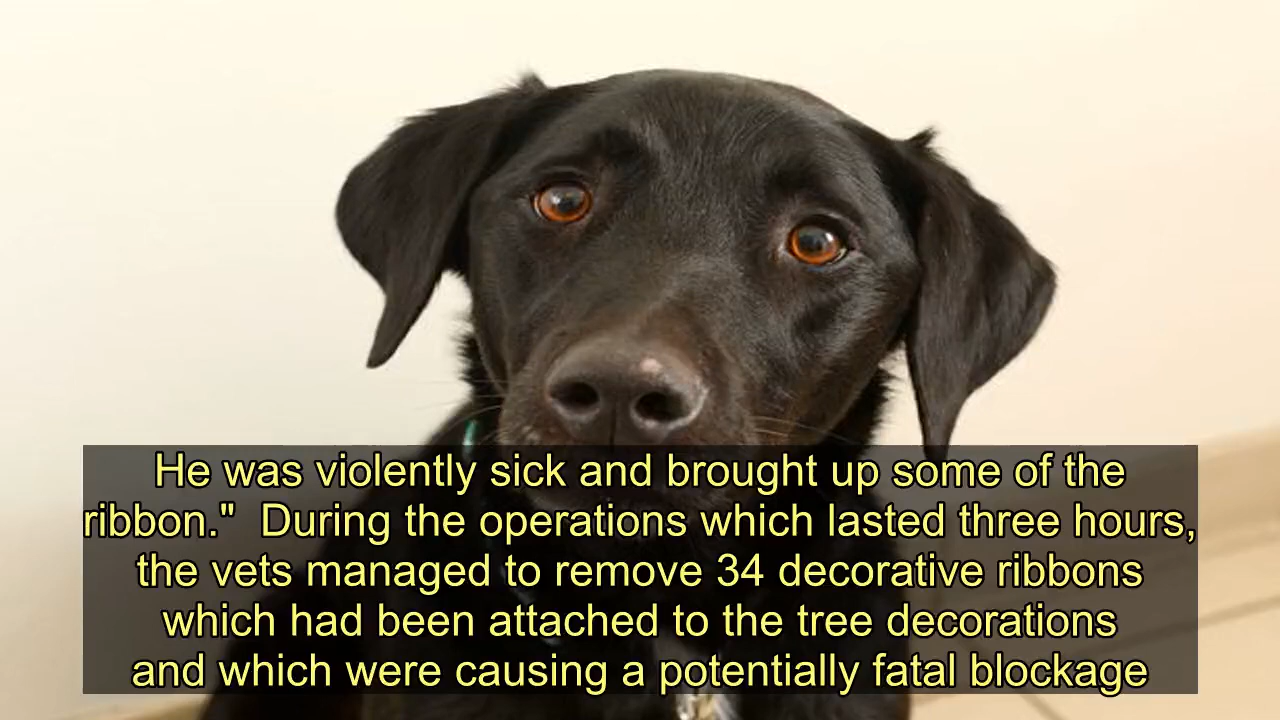 He was violently sick and brought up some of the
ribbon."  During the operations which lasted three hours,
the vets managed to remove 34 decorative ribbons
which had been attached to the tree decorations
and which were causing a potentially fatal blockage